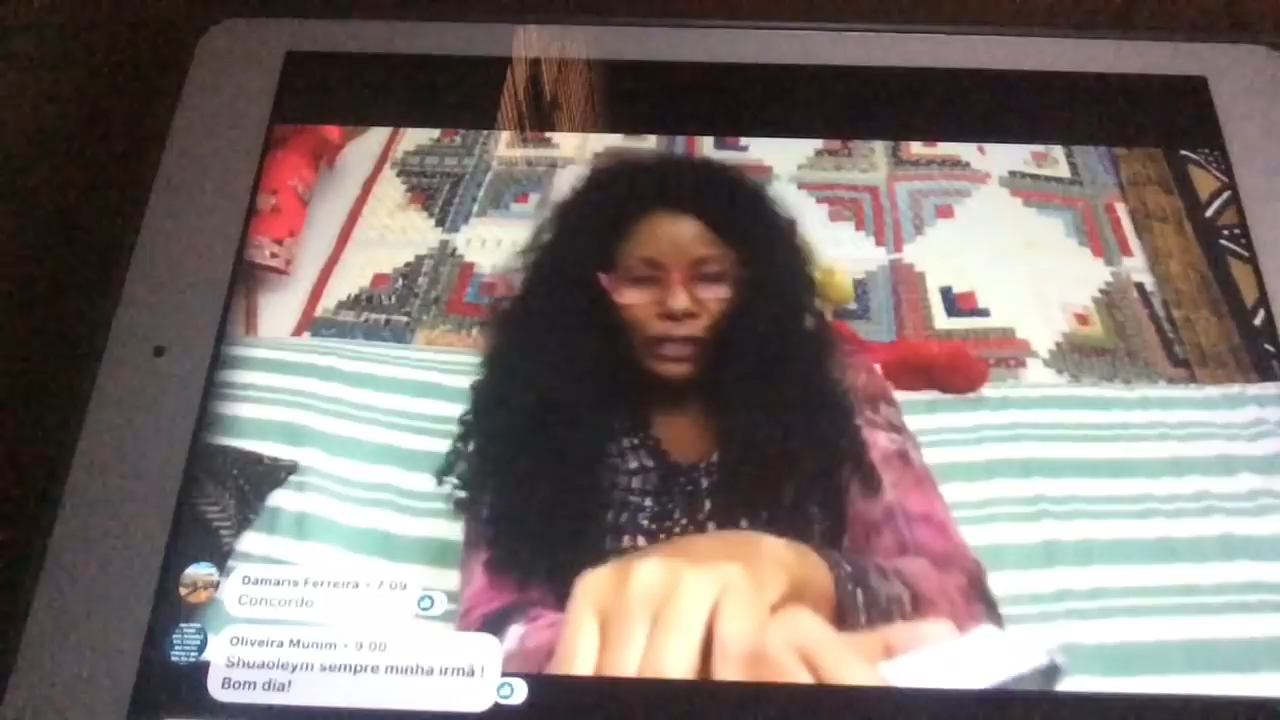 Damaris Ferreira • 7:09
Concordo
Oliveira Munim • 9:00
Shuaoleym sempre minha irmã !
Bom dia!